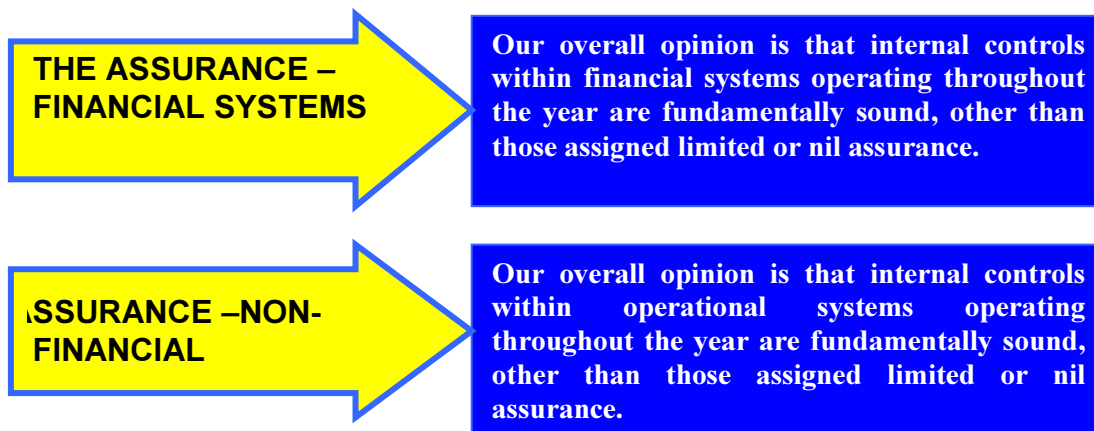 THE ASSURANCE –
FINANCIAL SYSTEMS
Our overall opinion is that internal controls
within financial systems operating throughout
the year are fundamentally sound, other than
those assigned limited or nil assurance.
ASSURANCE –NON-
FINANCIAL
Our overall opinion is that internal controls
within operational systems operating
throughout the year are fundamentally sound,
other than those assigned limited or nil
assurance.